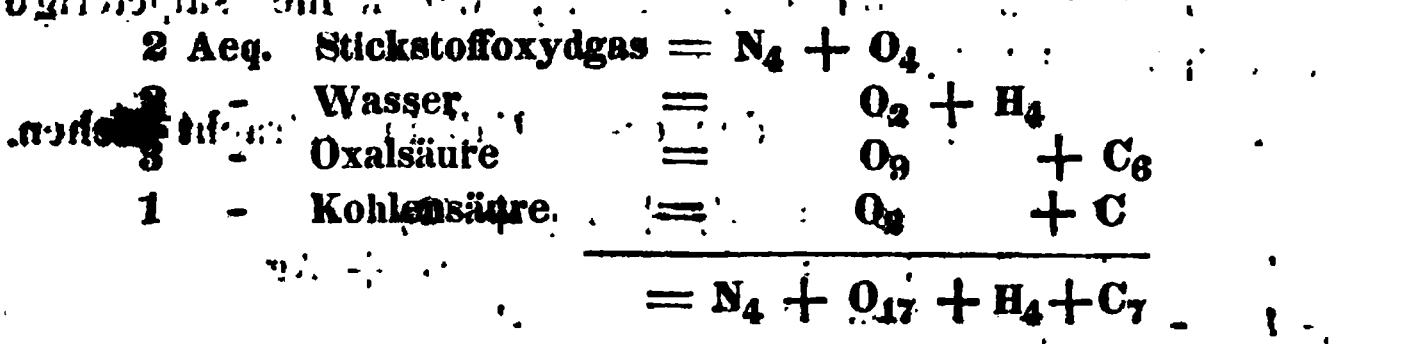 2 Aeq. Stickstoffoxydgas = N₄ + O₄
2 - Wasser = O₂ + H₄
3 - Oxalsäure = O₉ + C₆
1 - Kohlensäure = O₂ + C
= N₄ + O₁₇ + H₄+C₇